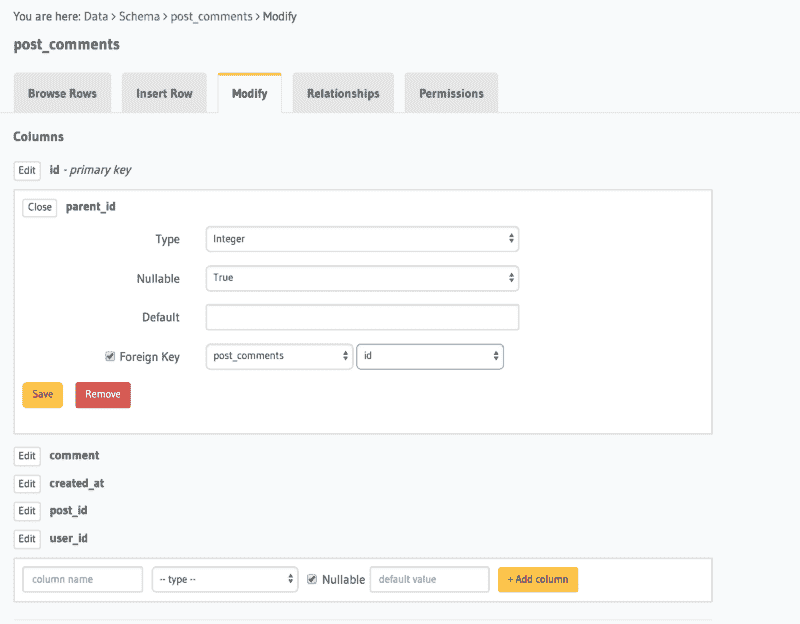 You are here: Data > Schema > post_comments > Modify
post_comments
Browse Rows Insert Row Modify Relationships Permissions
Columns
Edit id - primary key
Close parent_id
Type Integer
Nullable True
Default
Foreign Key post_comments id
Save Remove
Edit comment
Edit created_at
Edit post_id
Edit user_id
column name -- type -- Nullable default value + Add column